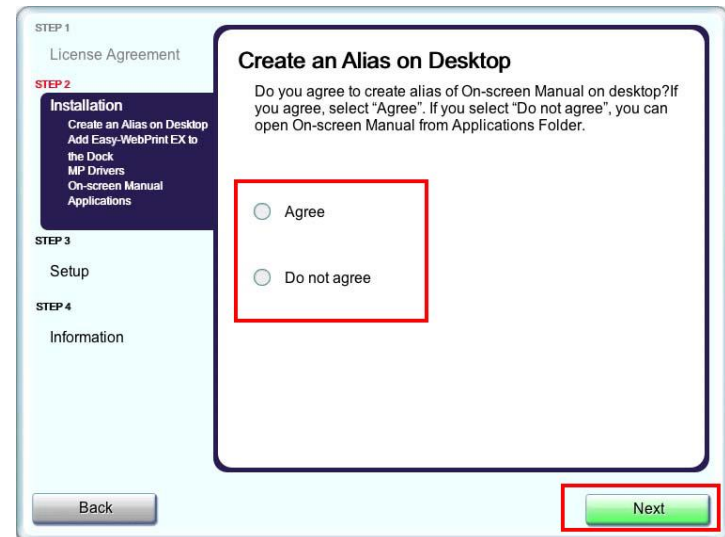 STEP 1
License Agreement
STEP 2
Installation
Create an Alias on Desktop
Add Easy-WebPrint EX to
the Dock
MP Drivers
On-screen Manual
Applications
STEP 3
Setup
STEP 4
Information
Create an Alias on Desktop
Do you agree to create alias of On-screen Manual on desktop?If
you agree, select “Agree”. If you select “Do not agree”, you can
open On-screen Manual from Applications Folder.
Agree
Do not agree
Back
Next